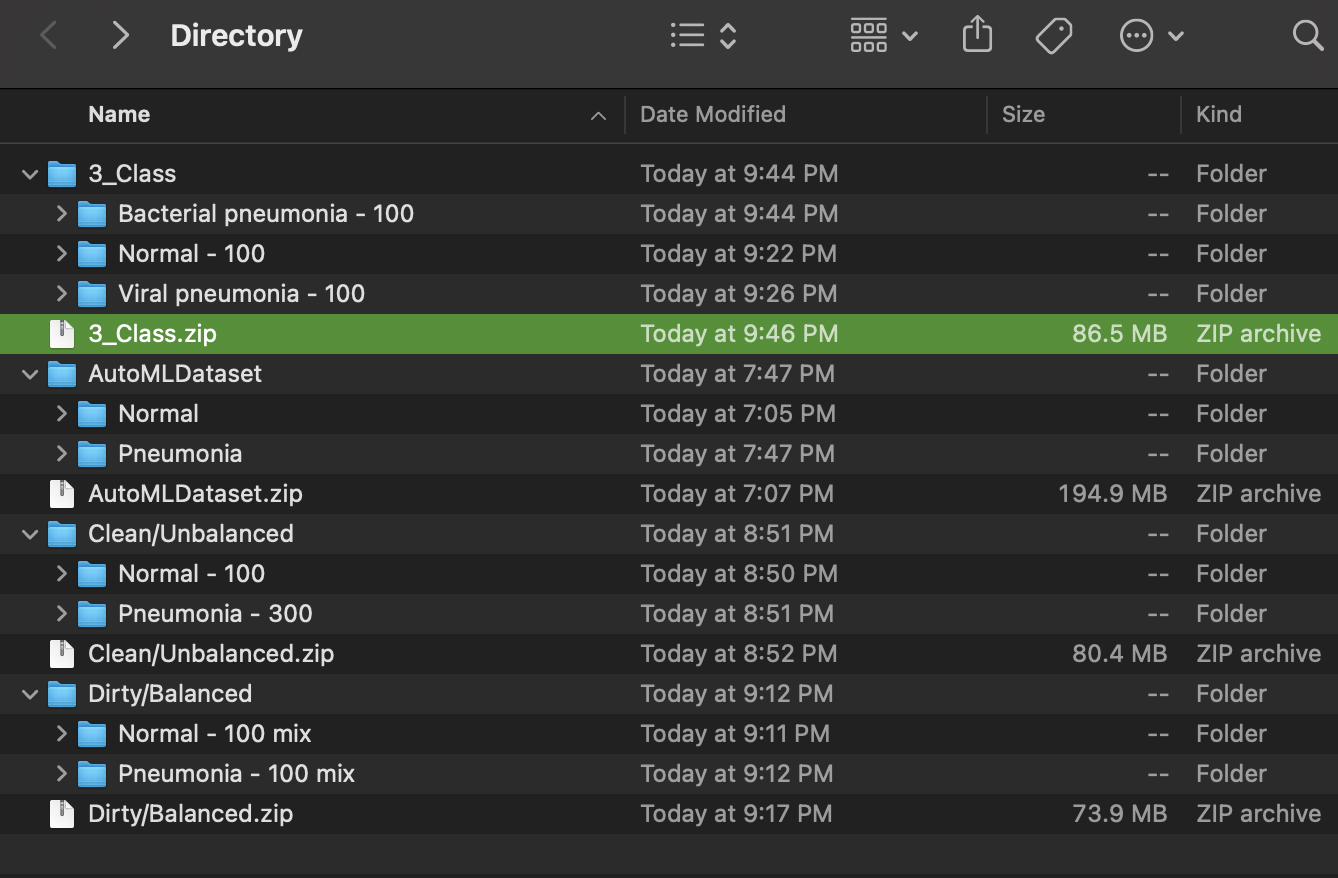 Directory
Name Date Modified Size Kind
3_Class Today at 9:44 PM -- Folder
Bacterial pneumonia - 100 Today at 9:44 PM -- Folder
Normal - 100 Today at 9:22 PM -- Folder
Viral pneumonia - 100 Today at 9:26 PM -- Folder
3_Class.zip Today at 9:46 PM 86.5 MB ZIP archive
AutoMLDataset Today at 7:47 PM -- Folder
Normal Today at 7:05 PM -- Folder
Pneumonia Today at 7:47 PM -- Folder
AutoMLDataset.zip Today at 7:07 PM 194.9 MB ZIP archive
Clean/Unbalanced Today at 8:51 PM -- Folder
Normal - 100 Today at 8:50 PM -- Folder
Pneumonia - 300 Today at 8:51 PM -- Folder
Clean/Unbalanced.zip Today at 8:52 PM 80.4 MB ZIP archive
Dirty/Balanced Today at 9:12 PM -- Folder
Normal - 100 mix Today at 9:11 PM -- Folder
Pneumonia - 100 mix Today at 9:12 PM -- Folder
Dirty/Balanced.zip Today at 9:17 PM 73.9 MB ZIP archive